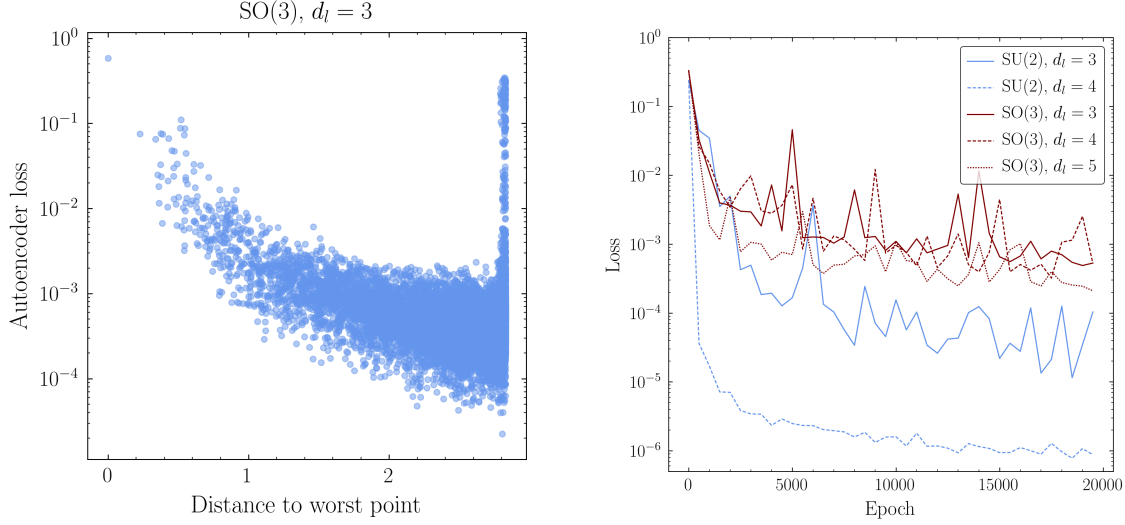 SO(3), d_l = 3
10^0
10^-1
10^-2
10^-3
10^-4
Autoencoder loss
0
1
2
Distance to worst point
10^0
10^-1
10^-2
10^-3
10^-4
10^-5
10^-6
Loss
SU(2), d_l = 3
SU(2), d_l = 4
SO(3), d_l = 3
SO(3), d_l = 4
SO(3), d_l = 5
0 5000 10000 15000 20000
Epoch